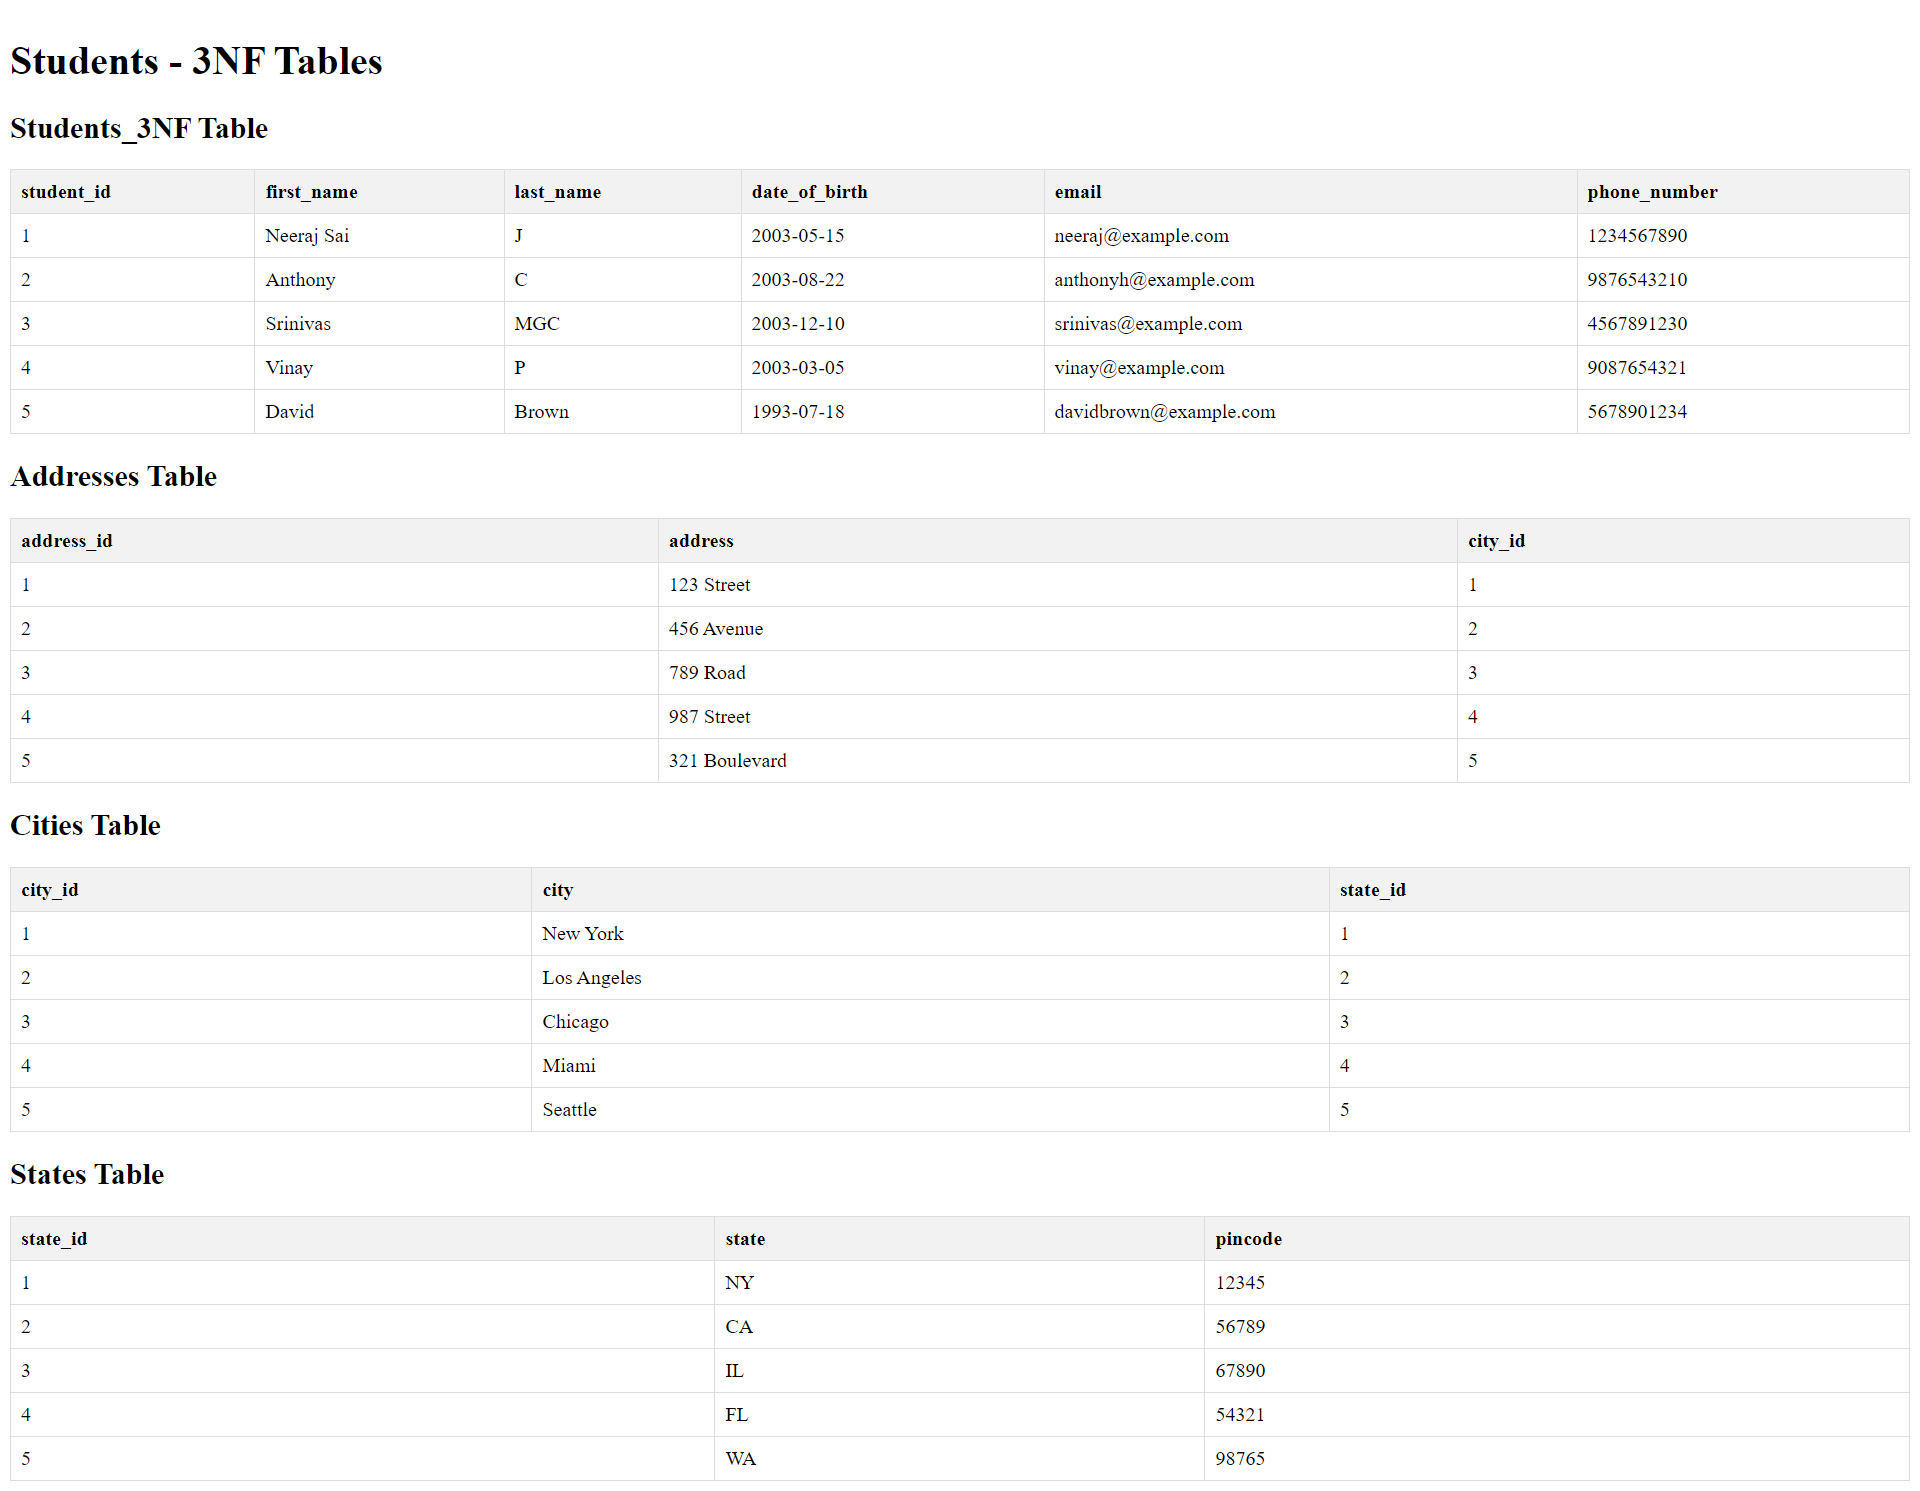 Students - 3NF Tables
Students_3NF Table
student_id first_name last_name date_of_birth email phone_number
1 Neeraj Sai J 2003-05-15 neeraj@example.com 1234567890
2 Anthony C 2003-08-22 anthonyh@example.com 9876543210
3 Srinivas MGC 2003-12-10 srinivas@example.com 4567891230
4 Vinay P 2003-03-05 vinay@example.com 9087654321
5 David Brown 1993-07-18 davidbrown@example.com 5678901234
Addresses Table
address_id address city_id
1 123 Street 1
2 456 Avenue 2
3 789 Road 3
4 987 Street 4
5 321 Boulevard 5
Cities Table
city_id city state_id
1 New York 1
2 Los Angeles 2
3 Chicago 3
4 Miami 4
5 Seattle 5
States Table
state_id state pincode
1 NY 12345
2 CA 56789
3 IL 67890
4 FL 54321
5 WA 98765